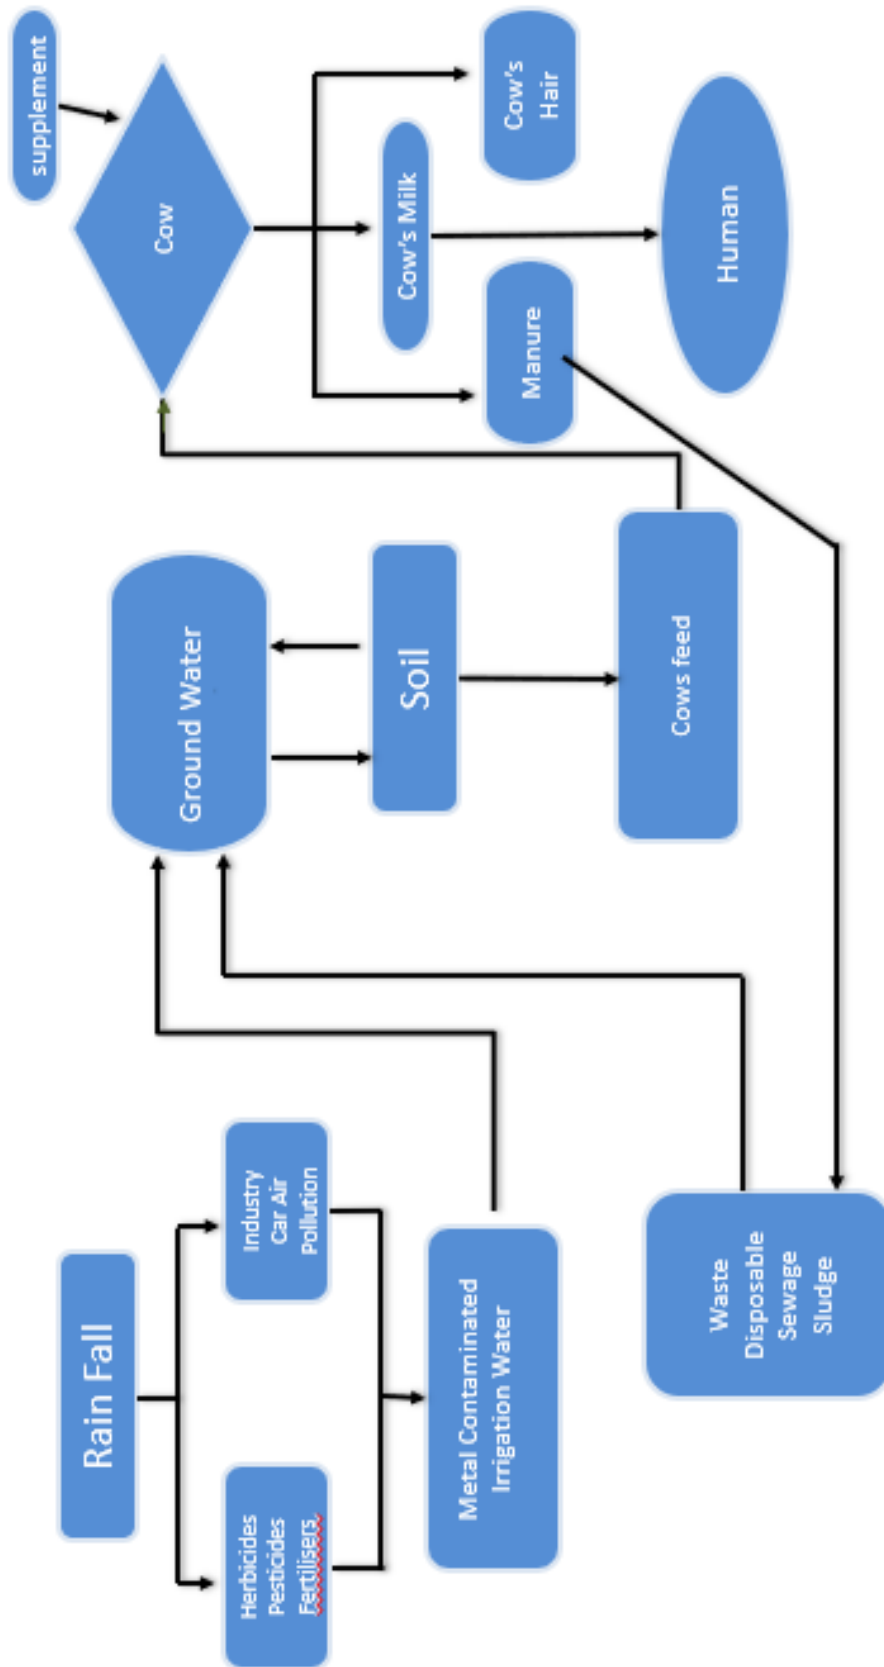 Rain Fall
Herbicides
Pesticides
Fertilisers
Industry
Car Air
Pollution
Metal Contaminated
Irrigation Water
Waste
Disposable
Sewage
Sludge
Ground Water
Soil
Cows feed
supplement
Cow
Cow's Milk
Manure
Cow's
Hair
Human